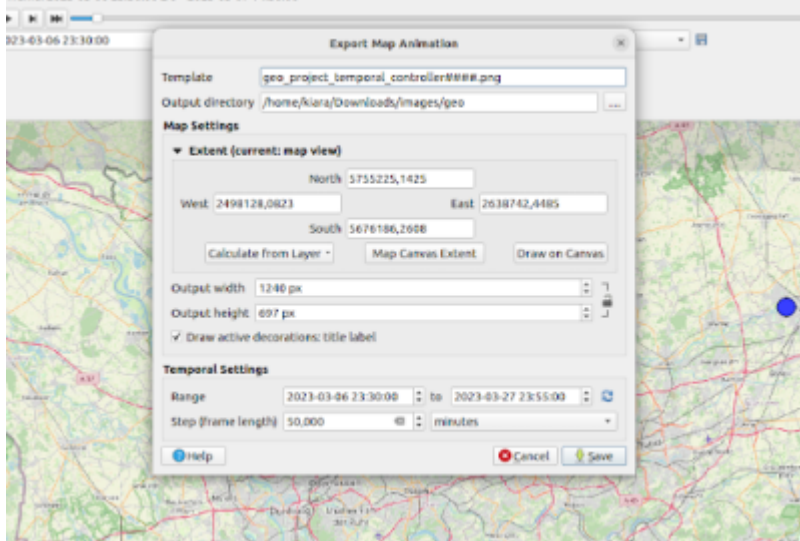 023-03-06 23:30:00
Export Map Animation
Template geo_project_temporal_controller####.png
Output directory /home/kiara/Downloads/images/geo ...
Map Settings
Extent (current: map view)
North 5755225,1425
West 2498128,0823 East 2638742,4485
South 5676186,2608
Calculate from Layer Map Canvas Extent Draw on Canvas
Output width 1240 px
Output height 697 px
Draw active decorations: title label
Temporal Settings
Range 2023-03-06 23:30:00 to 2023-03-27 23:55:00
Step (frame length) 50,000 minutes
Help Cancel Save